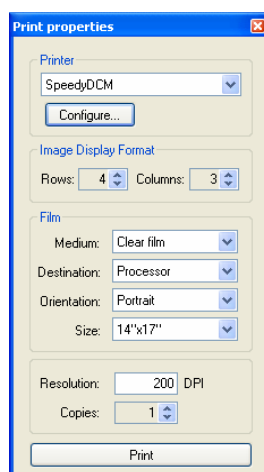 Print properties
Printer
SpeedyDCM
Configure...
Image Display Format
Rows: 4 Columns: 3
Film
Medium: Clear film
Destination: Processor
Orientation: Portrait
Size: 14"x17"
Resolution: 200 DPI
Copies: 1
Print